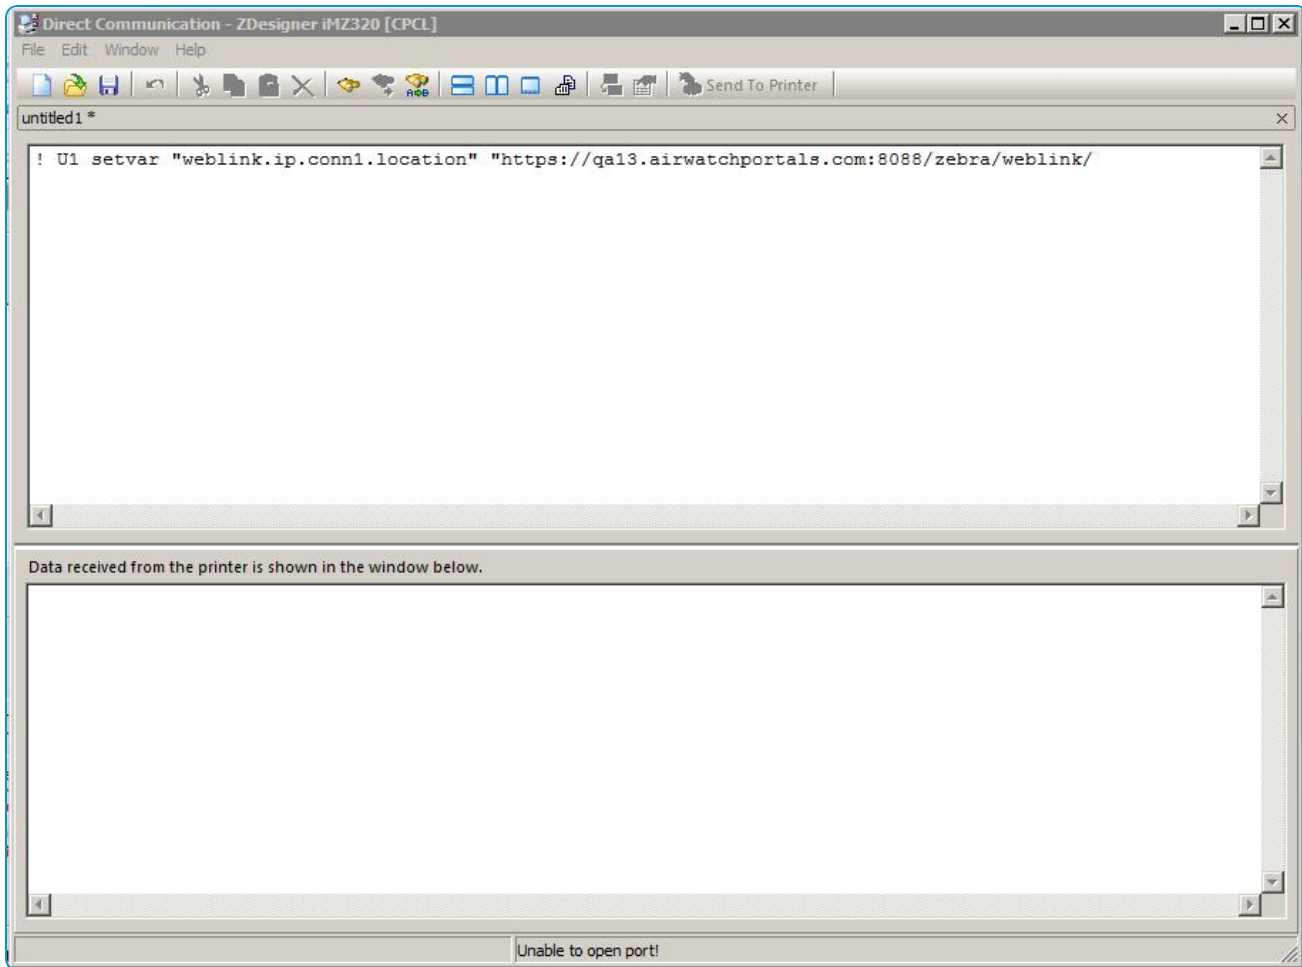 Direct Communication - ZDesigner iMZ320 [CPCL]
File Edit Window Help
A B Send To Printer
untitled1 *
! U1 setvar "weblink.ip.conn1.location" "https://qa13.airwatchportals.com:8088/zebra/weblink/
Data received from the printer is shown in the window below.
Unable to open port!